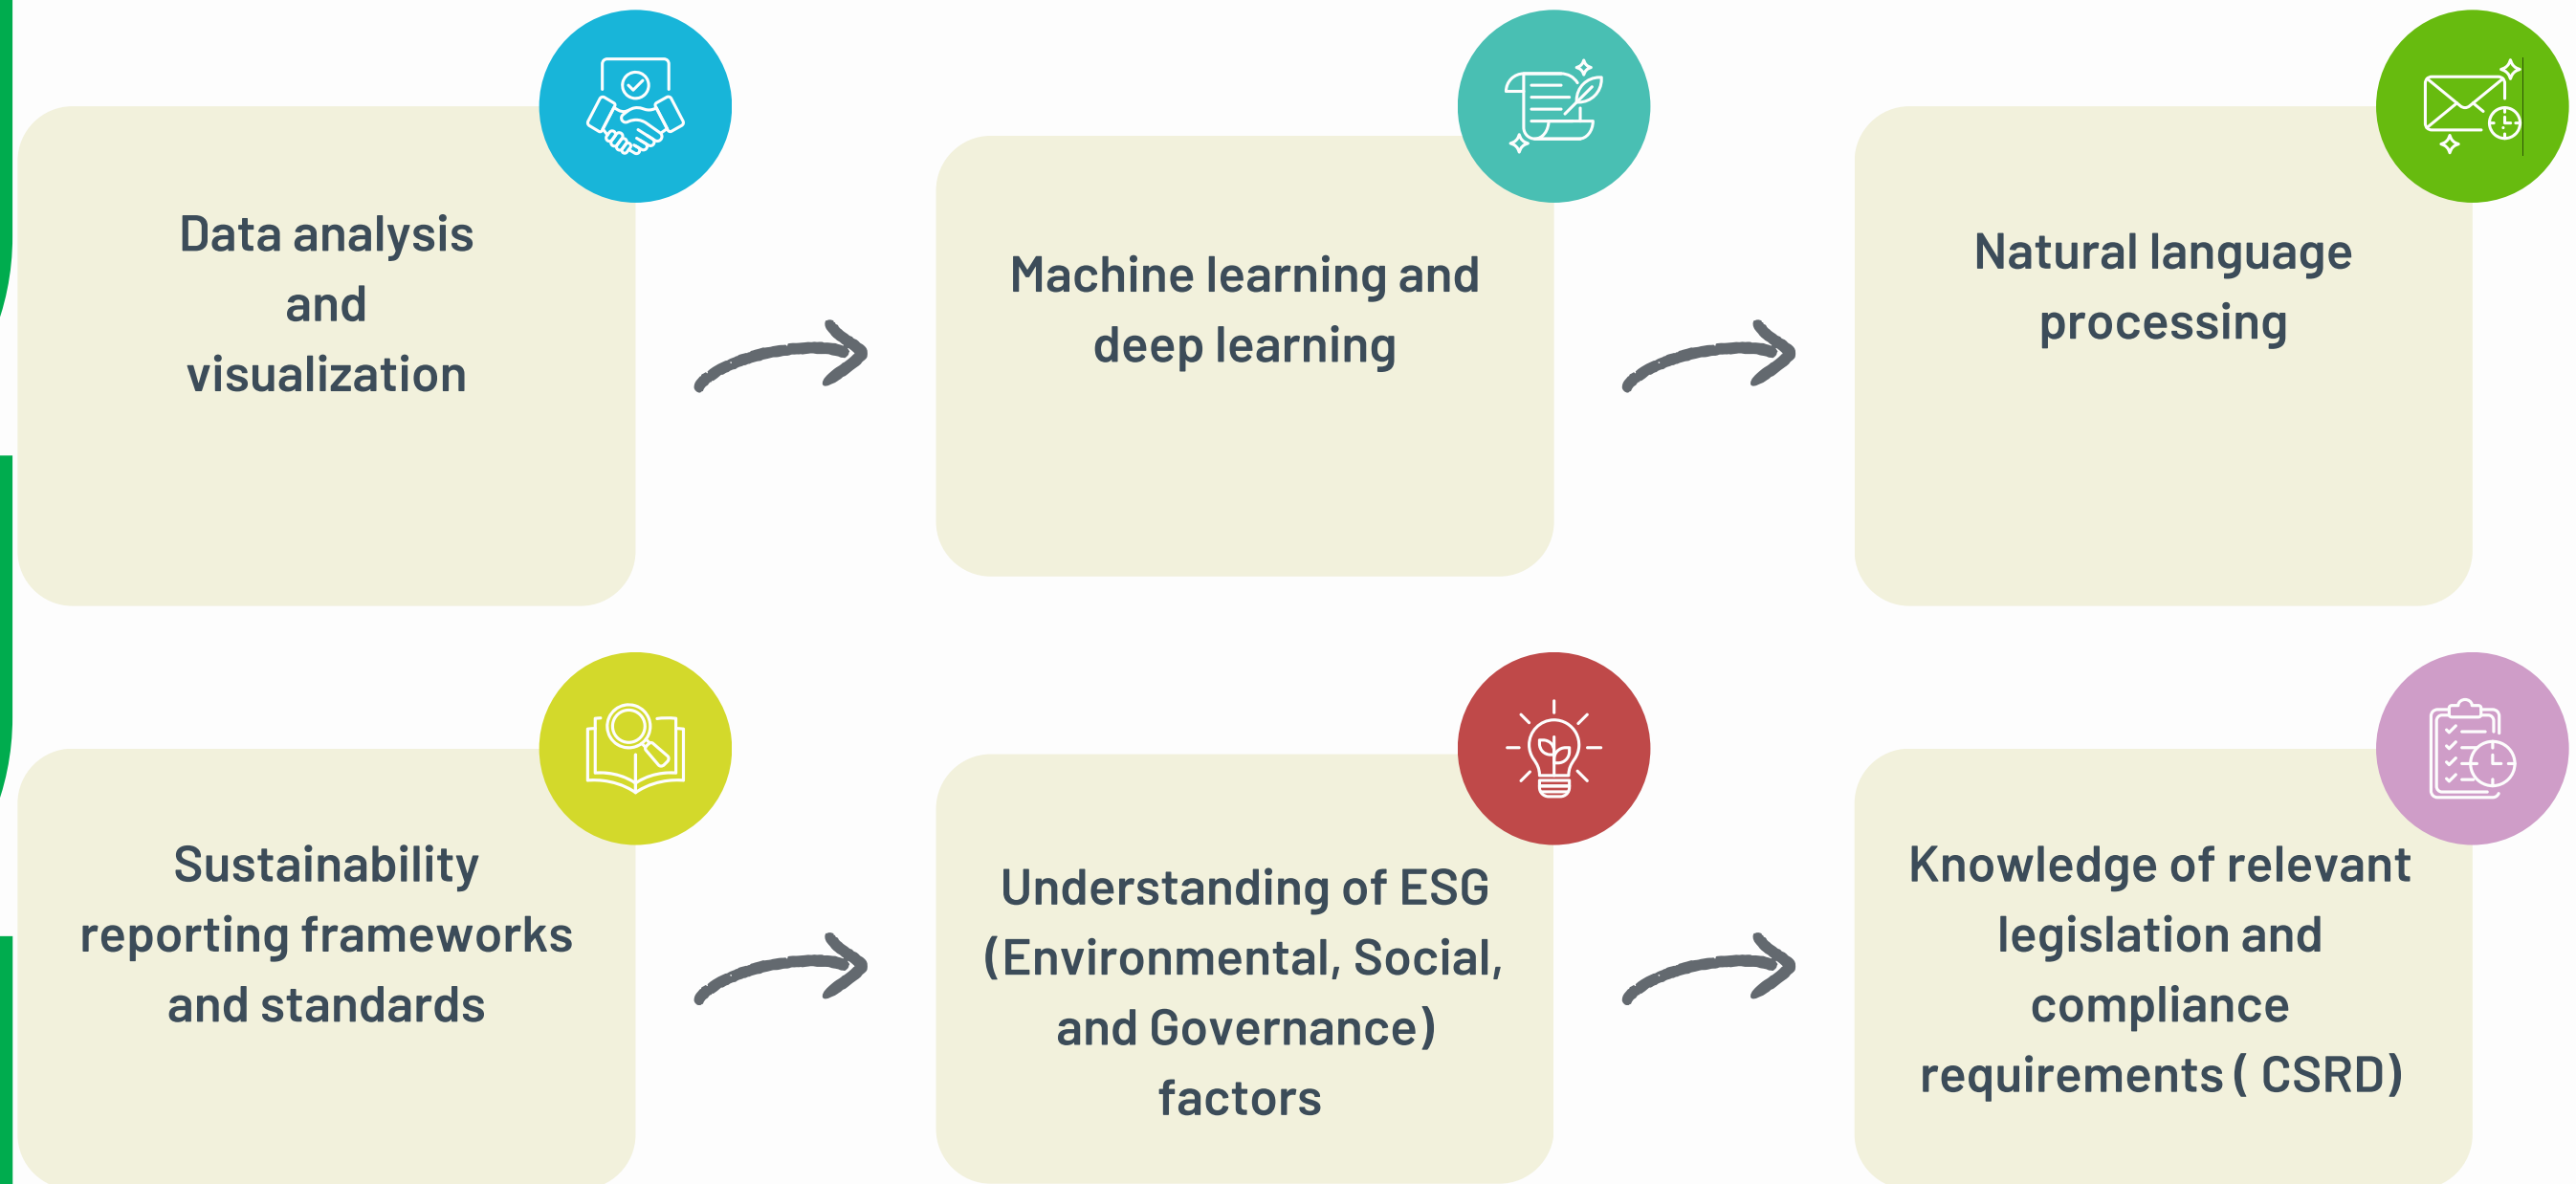 Data analysis
and
visualization
Machine learning and
deep learning
Natural language
processing
Sustainability
reporting frameworks
and standards
Understanding of ESG
(Environmental, Social,
and Governance)
factors
Knowledge of relevant
legislation and
compliance
requirements ( CSRD)